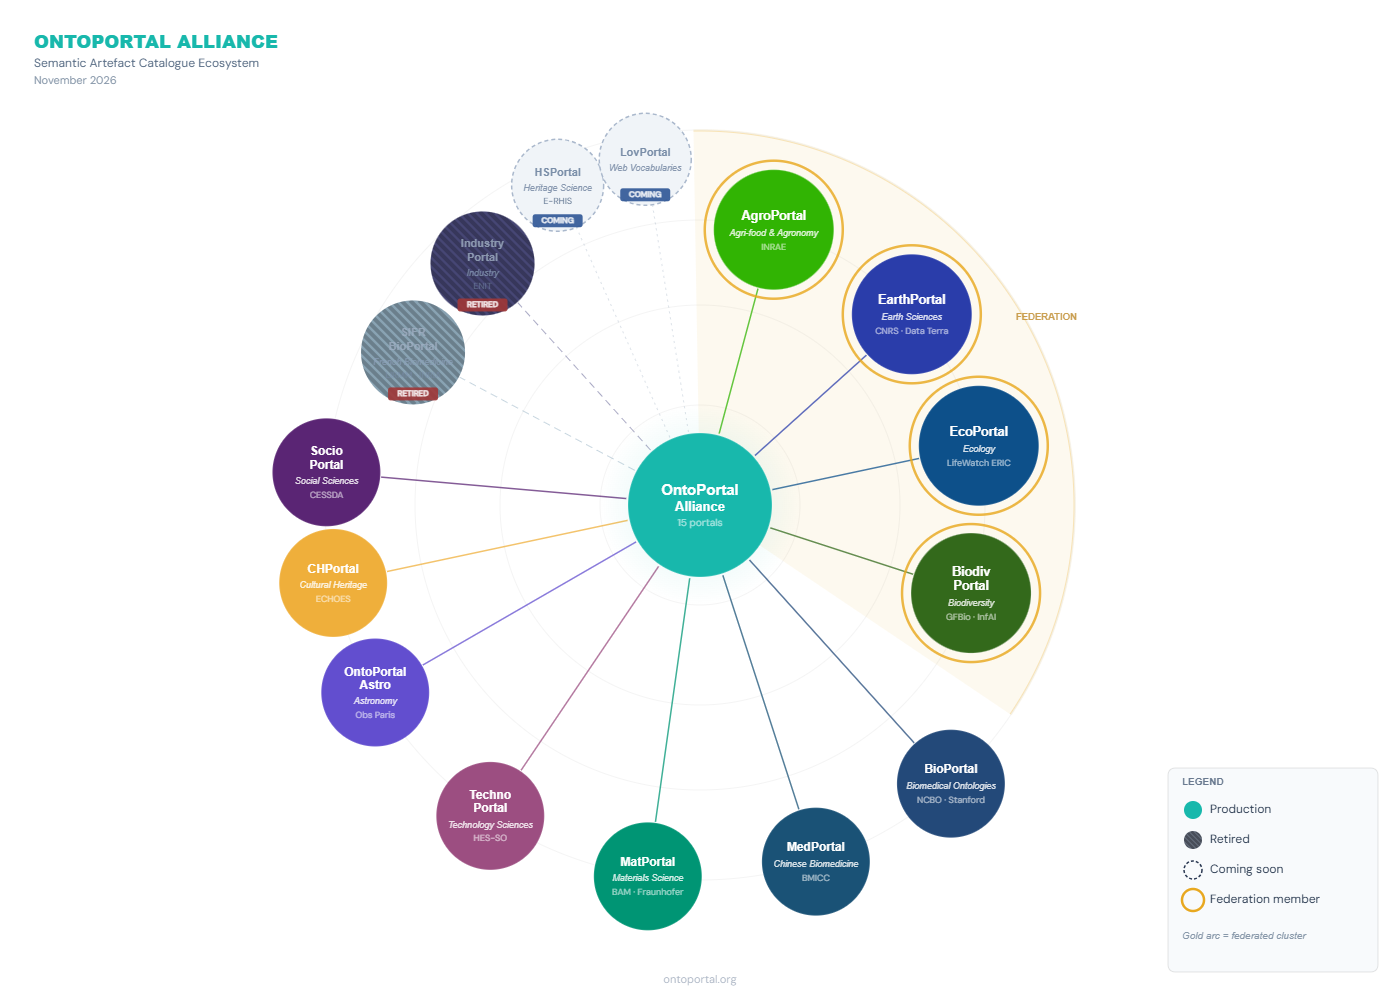 ONTOPORTAL ALLIANCE
Semantic Artefact Catalogue Ecosystem
November 2026
LovPortal
Web Vocabularies
COMING
HSPortal
Heritage Science
E-RHIS
COMING
Industry
Portal
Industry
ENIT
RETIRED
SIFR
BioPortal
RETIRED
AgroPortal
Agri-food & Agronomy
INRAE
EarthPortal
Earth Sciences
CNRS · Data Terra
FEDERATION
EcoPortal
Ecology
LifeWatch ERIC
Biodiv
Portal
Biodiversity
GFBio · InfAI
OntoPortal
Alliance
15 portals
Socio
Portal
Social Sciences
CESSDA
CHPortal
Cultural Heritage
ECHOES
OntoPortal
Astro
Astronomy
Obs Paris
Techno
Portal
Technology Sciences
HES-SO
MatPortal
Materials Science
BAM · Fraunhofer
MedPortal
Chinese Biomedicine
BMICC
BioPortal
Biomedical Ontologies
NCBO · Stanford
LEGEND
Production
Retired
Coming soon
Federation member
Gold arc = federated cluster
ontoportal.org